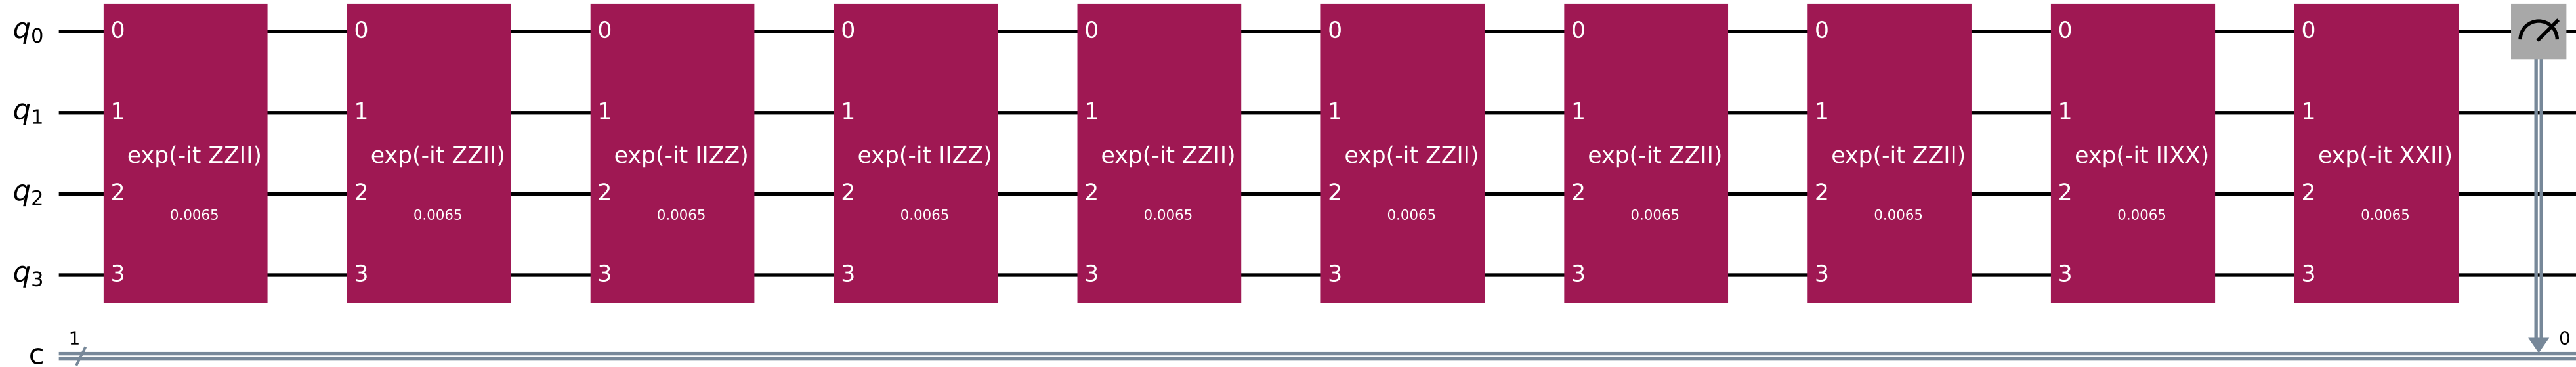 q0 0 0 0 0 0 0 0 0 0 0
q1 1 1 1 1 1 1 1 1 1 1
exp(-it ZZII) exp(-it ZZII) exp(-it IIZZ) exp(-it IIZZ) exp(-it ZZII) exp(-it ZZII) exp(-it ZZII) exp(-it ZZII) exp(-it IIXX) exp(-it XXII)
q2 2 2 2 2 2 2 2 2 2 2
0.0065 0.0065 0.0065 0.0065 0.0065 0.0065 0.0065 0.0065 0.0065 0.0065
q3 3 3 3 3 3 3 3 3 3 3
1 0
c